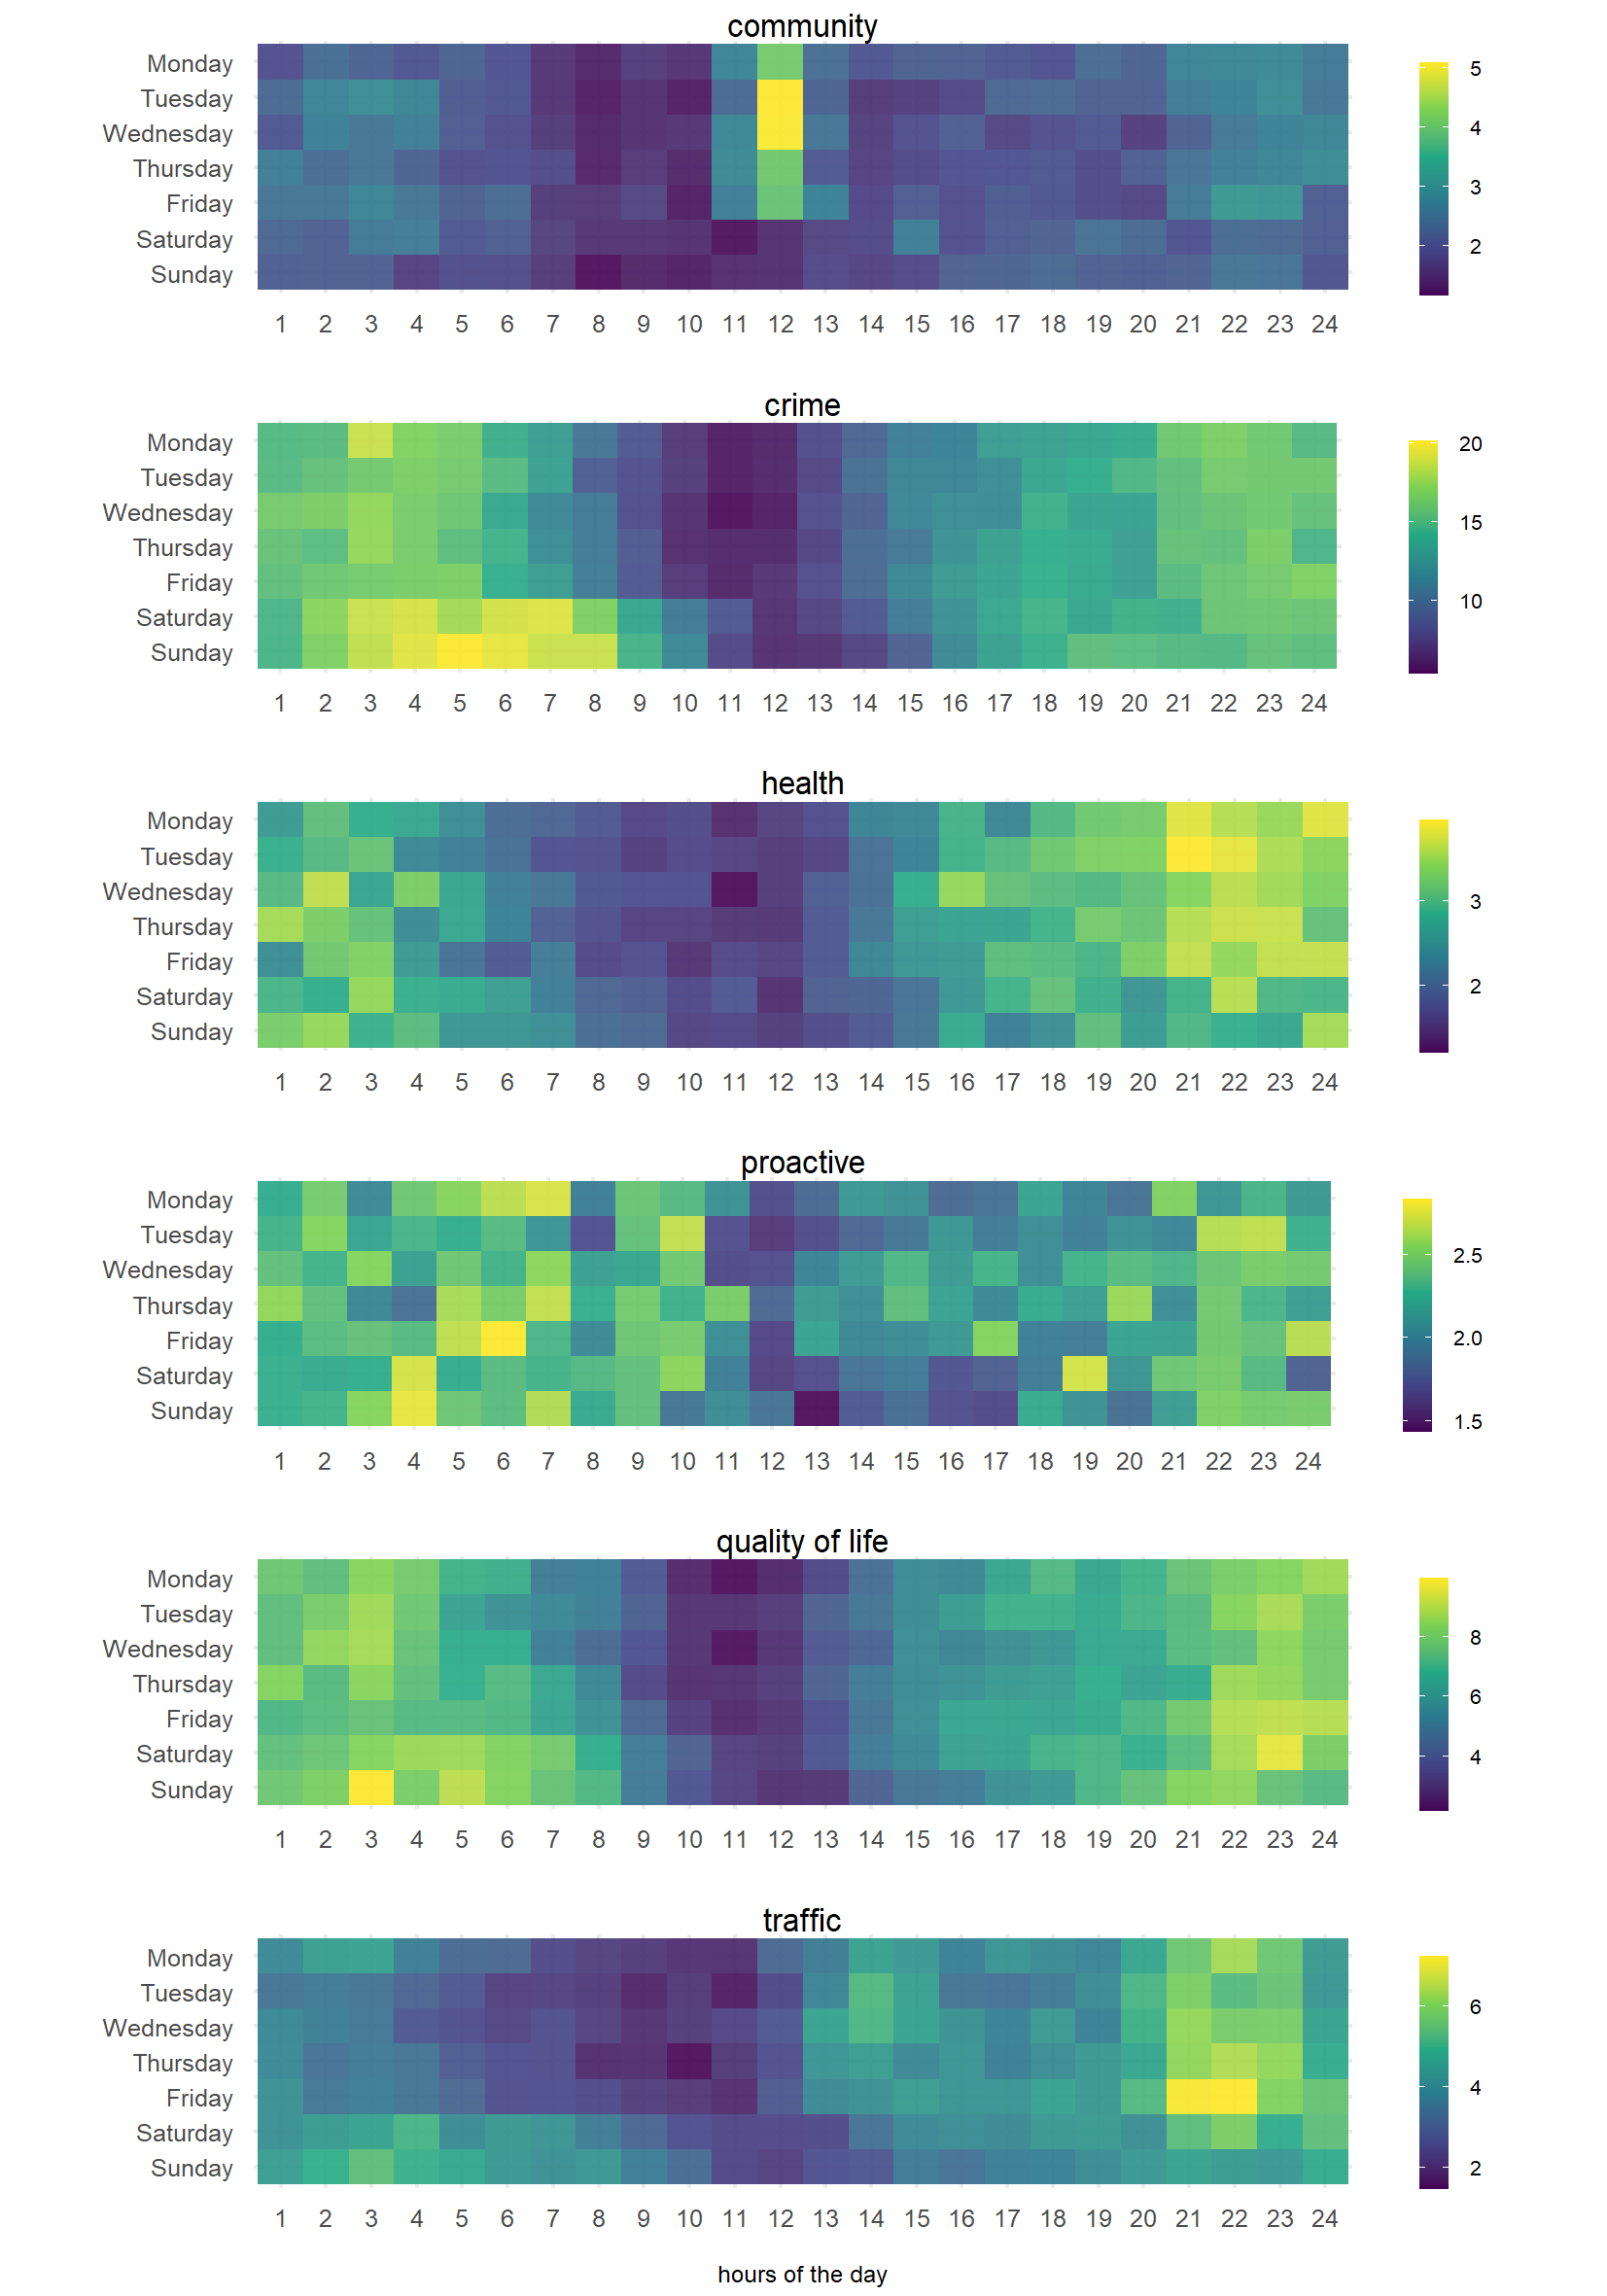 community
Monday
Tuesday
Wednesday
Thursday
Friday
Saturday
Sunday
5
4
3
2
1 2 3 4 5 6 7 8 9 10 11 12 13 14 15 16 17 18 19 20 21 22 23 24
crime
Monday
Tuesday
Wednesday
Thursday
Friday
Saturday
Sunday
20
15
10
1 2 3 4 5 6 7 8 9 10 11 12 13 14 15 16 17 18 19 20 21 22 23 24
health
Monday
Tuesday
Wednesday
Thursday
Friday
Saturday
Sunday
3
2
1 2 3 4 5 6 7 8 9 10 11 12 13 14 15 16 17 18 19 20 21 22 23 24
proactive
Monday
Tuesday
Wednesday
Thursday
Friday
Saturday
Sunday
2.5
2.0
1.5
1 2 3 4 5 6 7 8 9 10 11 12 13 14 15 16 17 18 19 20 21 22 23 24
quality of life
Monday
Tuesday
Wednesday
Thursday
Friday
Saturday
Sunday
8
6
4
1 2 3 4 5 6 7 8 9 10 11 12 13 14 15 16 17 18 19 20 21 22 23 24
traffic
Monday
Tuesday
Wednesday
Thursday
Friday
Saturday
Sunday
6
4
2
1 2 3 4 5 6 7 8 9 10 11 12 13 14 15 16 17 18 19 20 21 22 23 24
hours of the day